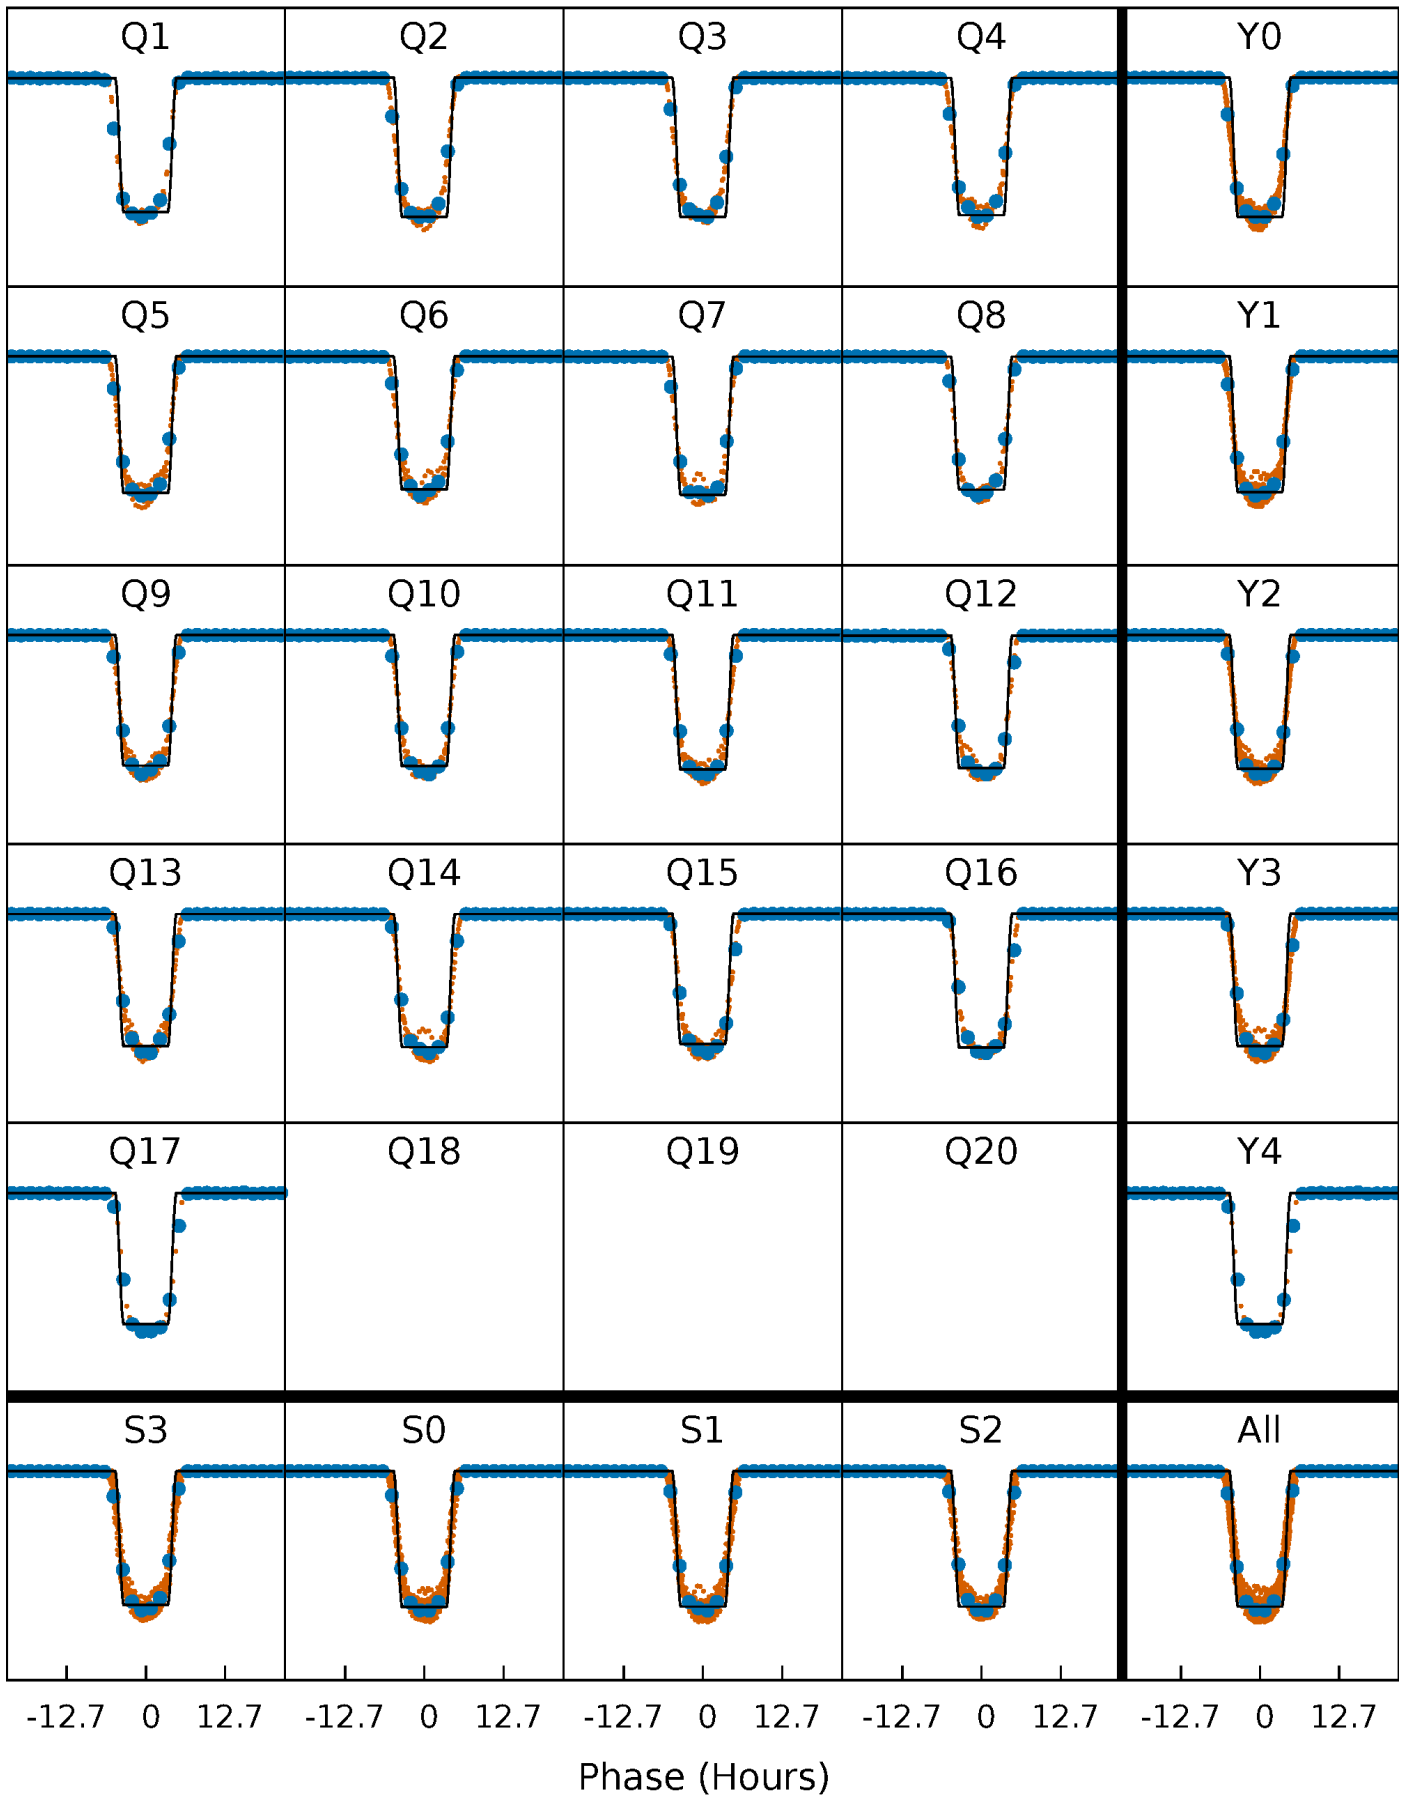 Q1 Q2 Q3 Q4 Y0
Q5 Q6 Q7 Q8 Y1
Q9 Q10 Q11 Q12 Y2
Q13 Q14 Q15 Q16 Y3
Q17 Q18 Q19 Q20 Y4
S3 S0 S1 S2 All
-12.7 0 12.7 -12.7 0 12.7 -12.7 0 12.7 -12.7 0 12.7 -12.7 0 12.7
Phase (Hours)